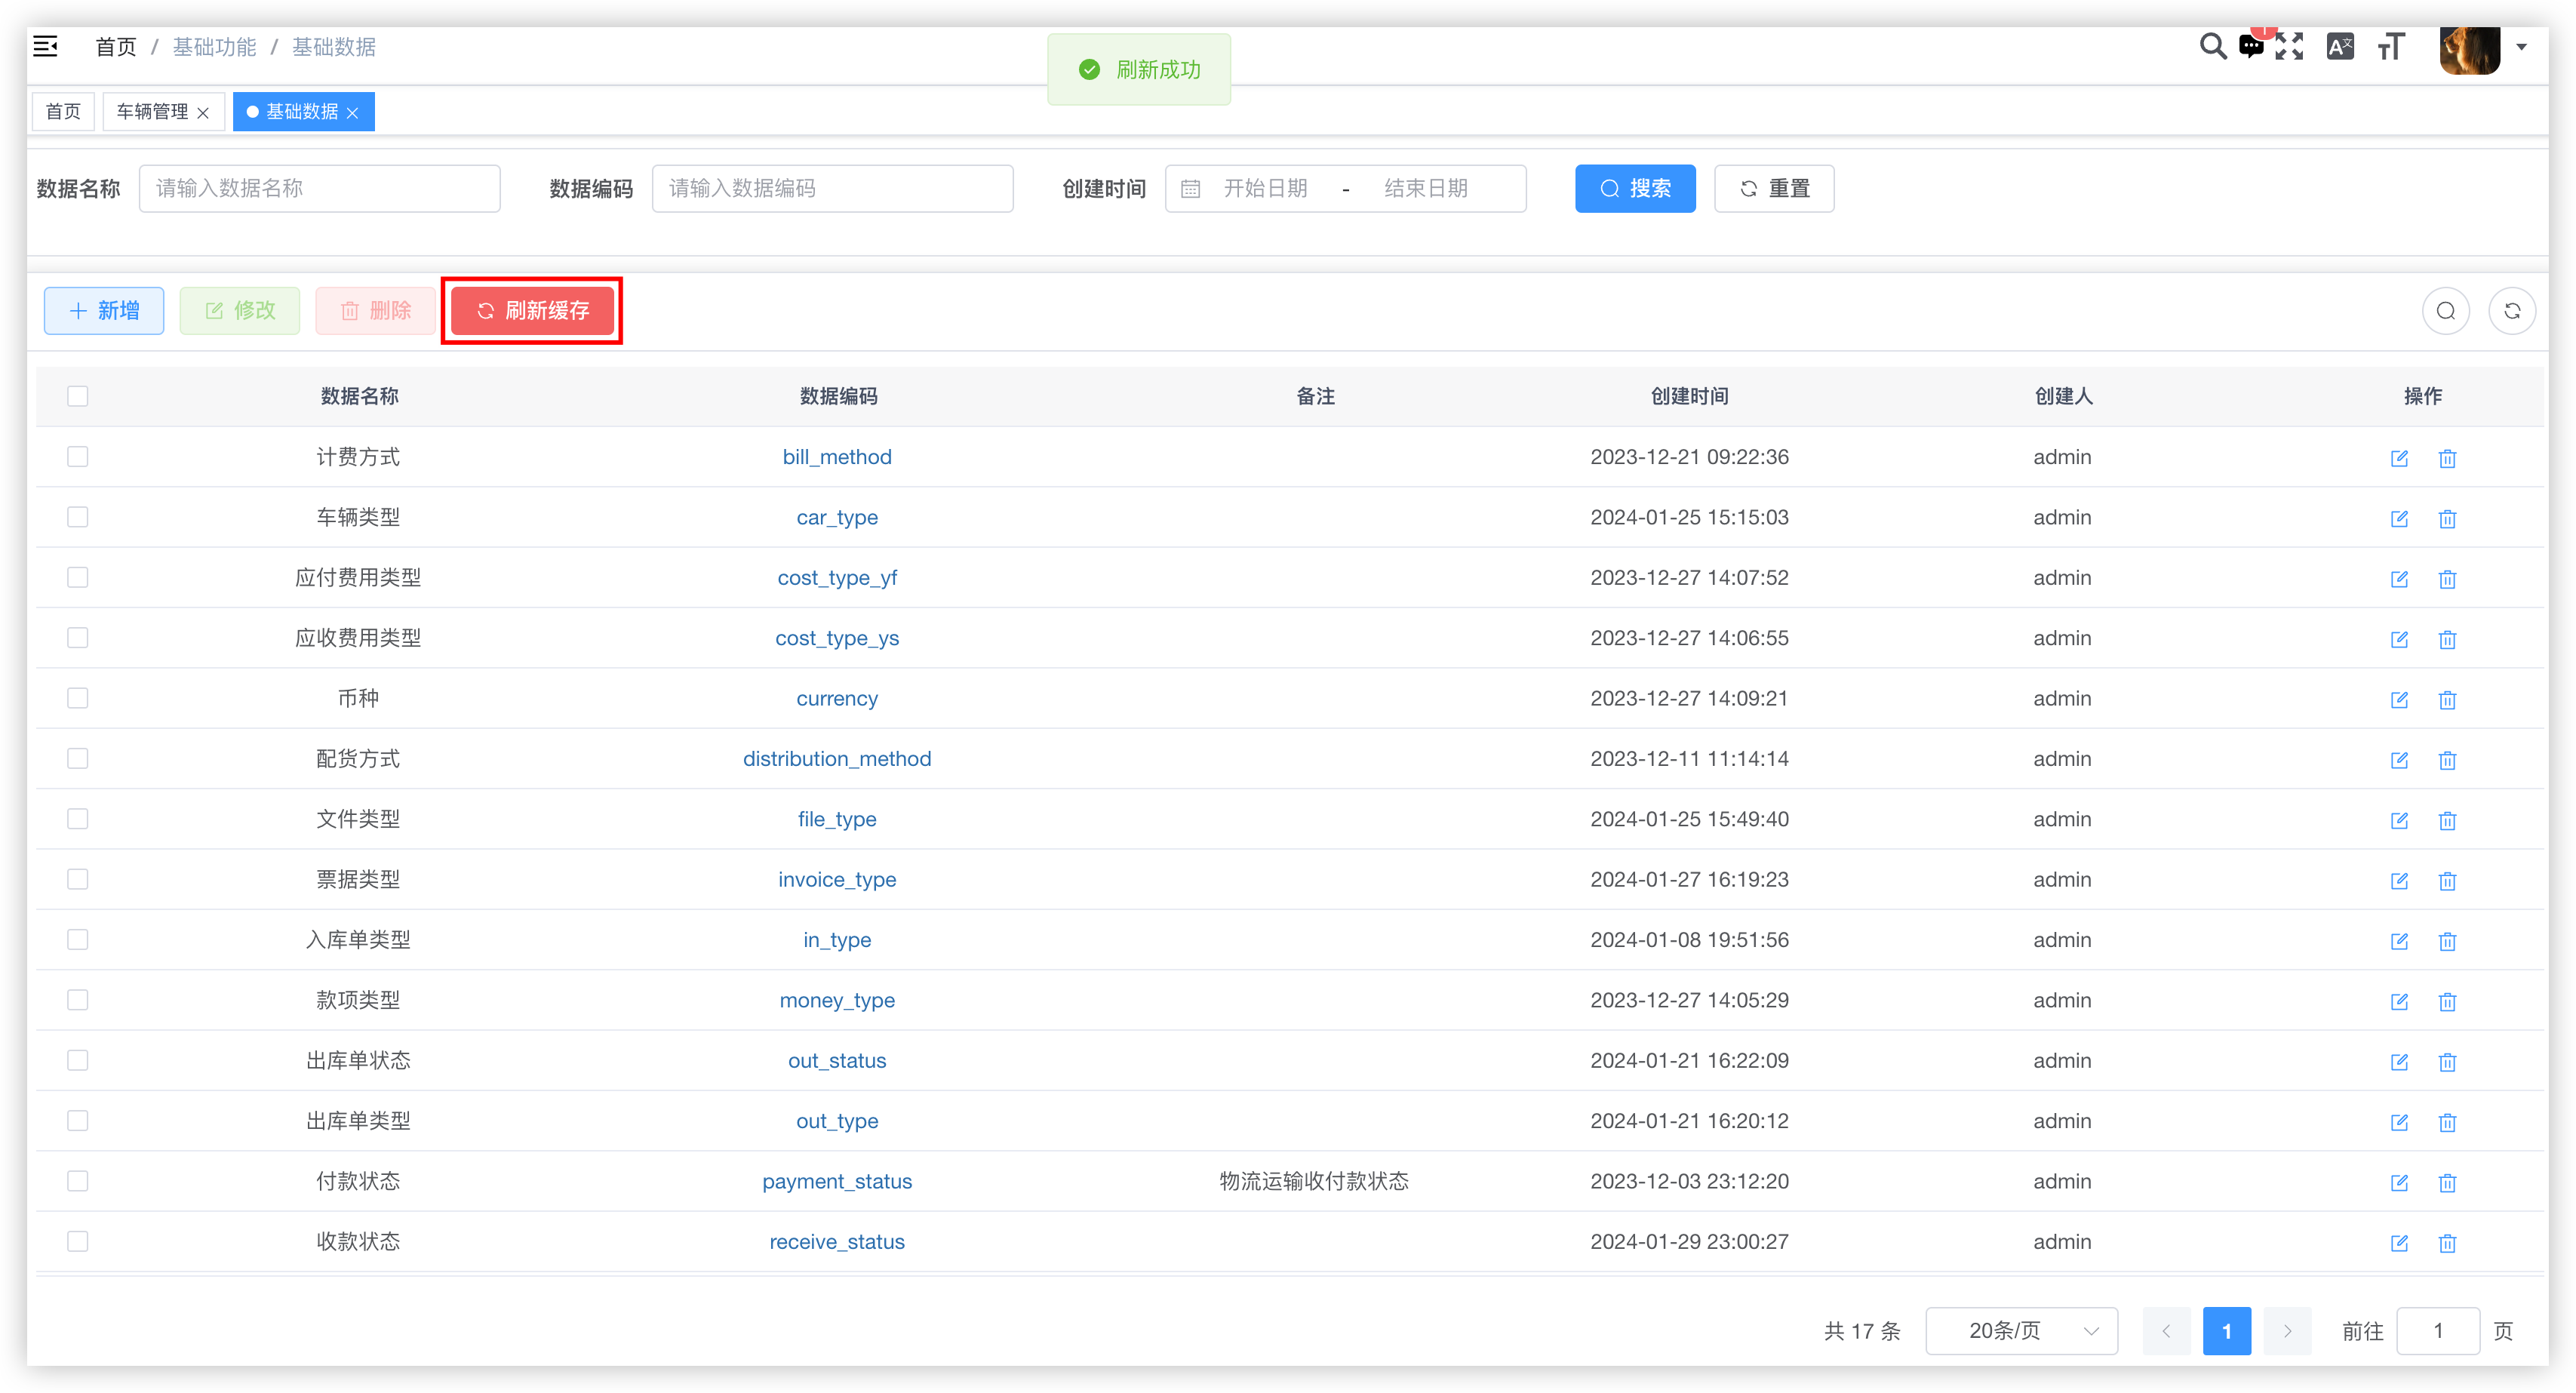 首页 / 基础功能 / 基础数据
刷新成功
首页 车辆管理 基础数据
数据名称 请输入数据名称 数据编码 请输入数据编码 创建时间 开始日期 - 结束日期 搜索 重置
新增 修改 删除 刷新缓存
数据名称 数据编码 备注 创建时间 创建人 操作
计费方式 bill_method 2023-12-21 09:22:36 admin
车辆类型 car_type 2024-01-25 15:15:03 admin
应付费用类型 cost_type_yf 2023-12-27 14:07:52 admin
应收费用类型 cost_type_ys 2023-12-27 14:06:55 admin
币种 currency 2023-12-27 14:09:21 admin
配货方式 distribution_method 2023-12-11 11:14:14 admin
文件类型 file_type 2024-01-25 15:49:40 admin
票据类型 invoice_type 2024-01-27 16:19:23 admin
入库单类型 in_type 2024-01-08 19:51:56 admin
款项类型 money_type 2023-12-27 14:05:29 admin
出库单状态 out_status 2024-01-21 16:22:09 admin
出库单类型 out_type 2024-01-21 16:20:12 admin
付款状态 payment_status 物流运输收付款状态 2023-12-03 23:12:20 admin
收款状态 receive_status 2024-01-29 23:00:27 admin
共 17 条 20条/页 1 前往 1 页